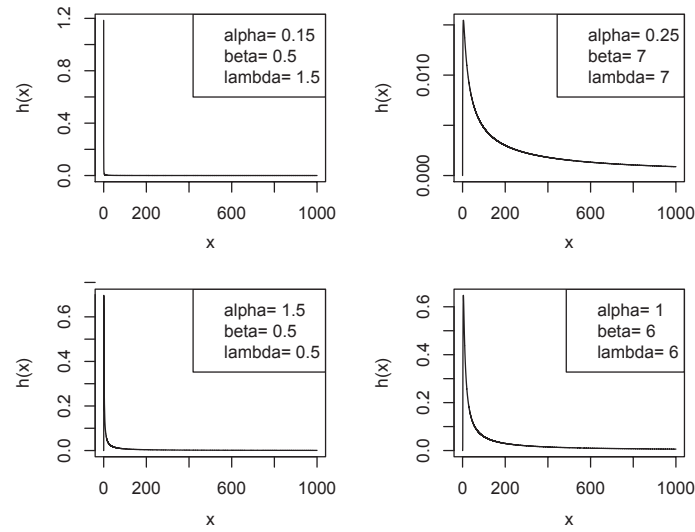 alpha= 0.15
beta= 0.5
lambda= 1.5
h(x)
0.0
0.4
0.8
1.2
0
200
600
1000
x
alpha= 0.25
beta= 7
lambda= 7
h(x)
0.000
0.010
0
200
600
1000
x
alpha= 1.5
beta= 0.5
lambda= 0.5
h(x)
0.0
0.2
0.4
0.6
0
200
600
1000
x
alpha= 1
beta= 6
lambda= 6
h(x)
0.0
0.2
0.4
0.6
0
200
600
1000
x